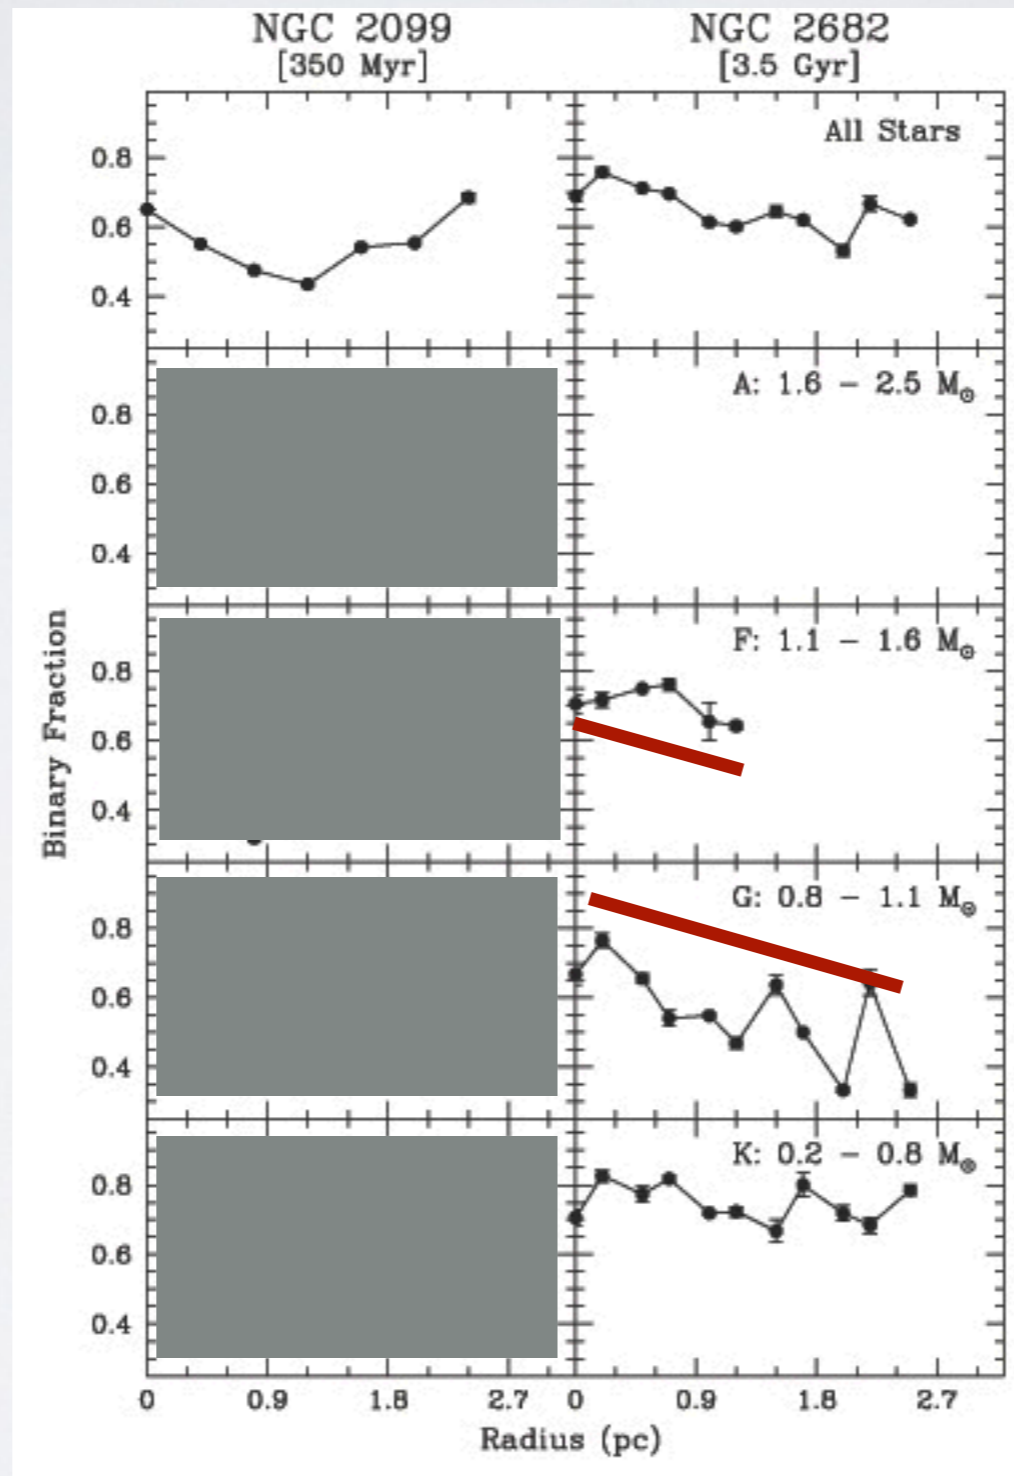 NGC 2099 NGC 2682
[350 Myr] [3.5 Gyr]
All Stars
0.8
0.6
0.4
A: 1.6 – 2.5 M⊙
0.8
0.6
0.4
F: 1.1 – 1.6 M⊙
0.8
0.6
0.4
G: 0.8 – 1.1 M⊙
0.8
0.6
0.4
K: 0.2 – 0.8 M⊙
0.8
0.6
0.4
Binary Fraction
0 0.9 1.8 2.7 0 0.9 1.8 2.7
Radius (pc)